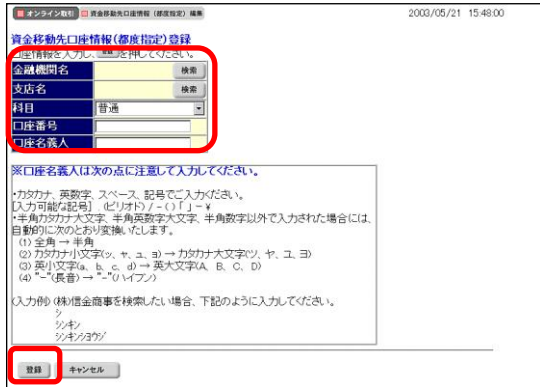 オンライン取引 資金移動先口座情報（都度指定）編集
2003/05/21 15:48:00
資金移動先口座情報(都度指定)登録
口座情報を入力し、 を押してください。
金融機関名 検索
支店名 検索
科目 普通
口座番号
口座名義人
※口座名義人は次の点に注意して入力してください。
・カタカナ、英数字、スペース、記号でご入力ください。
[入力可能な記号] .(ピリオド) / - ( ) 「 」 ー ¥
・半角カタカナ大文字、半角英数字大文字、半角数字以外で入力された場合には、
自動的に次のとおり変換いたします。
(1) 全角 → 半角
(2) カタカナ小文字(ッ、ャ、ュ、ョ) → カタカナ大文字(ツ、ヤ、ユ、ヨ)
(3) 英小文字(a、b、c、d) → 英大文字(A、B、C、D)
(4) "ー"(長音) → "-"(ハイフン)
(入力例) (株)信金商事を検索したい場合、下記のように入力してください。
シ
シンキン
シンキンシヨウジ
登録 キャンセル